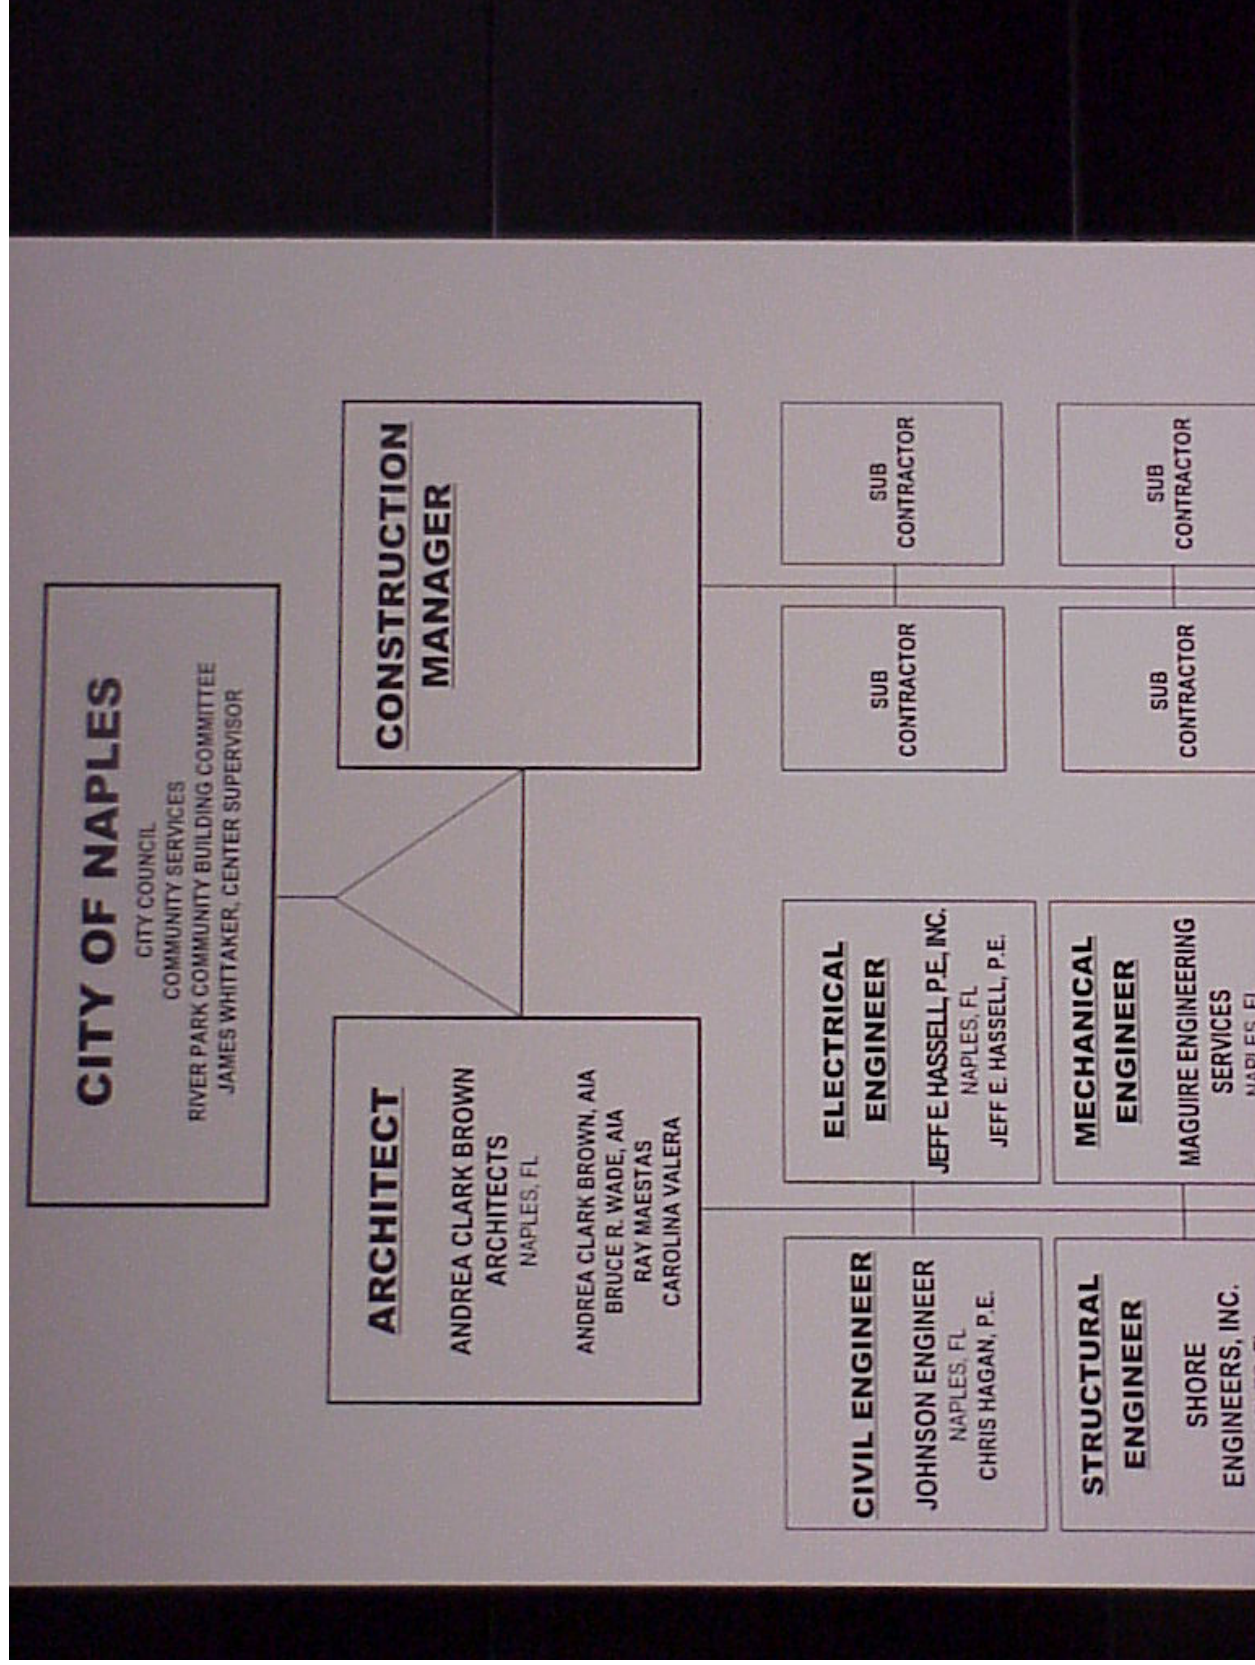 CITY OF NAPLES
CITY COUNCIL
COMMUNITY SERVICES
RIVER PARK COMMUNITY BUILDING COMMITTEE
JAMES WHITTAKER, CENTER SUPERVISOR
ARCHITECT
ANDREA CLARK BROWN
ARCHITECTS
NAPLES, FL
ANDREA CLARK BROWN, AIA
BRUCE R. WADE, AIA
RAY MAESTAS
CAROLINA VALERA
CONSTRUCTION
MANAGER
CIVIL ENGINEER
JOHNSON ENGINEER
NAPLES, FL
CHRIS HAGAN, P.E.
ELECTRICAL
ENGINEER
JEFF E. HASSELL, P.E., INC.
NAPLES, FL
JEFF E. HASSELL, P.E.
SUB
CONTRACTOR
SUB
CONTRACTOR
STRUCTURAL
ENGINEER
SHORE
ENGINEERS, INC.
MECHANICAL
ENGINEER
MAGUIRE ENGINEERING
SERVICES
NAPLES, FL
SUB
CONTRACTOR
SUB
CONTRACTOR